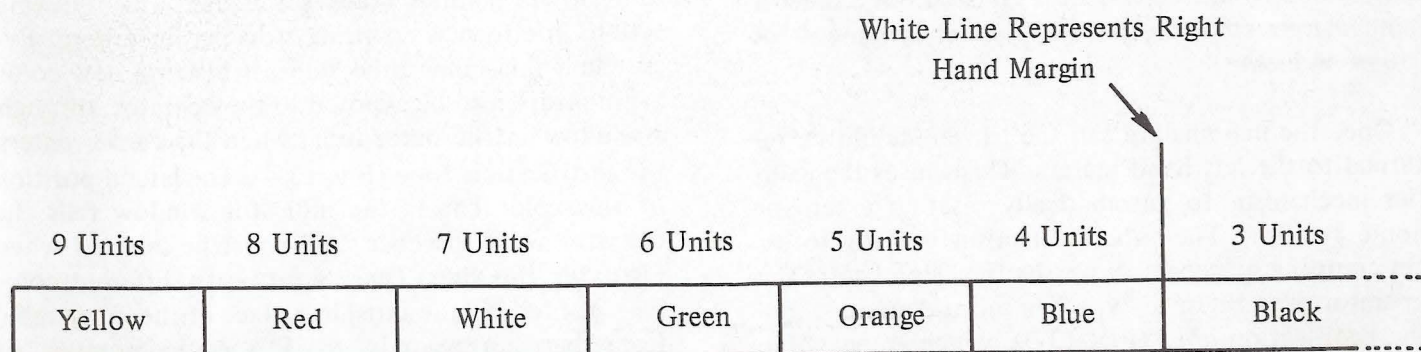 White Line Represents Right
Hand Margin
9 Units 8 Units 7 Units 6 Units 5 Units 4 Units 3 Units
Yellow Red White Green Orange Blue Black